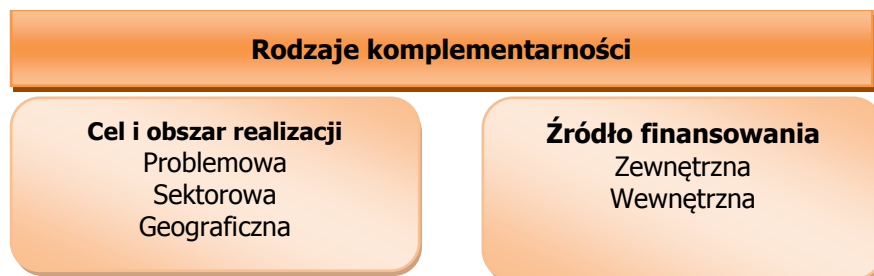 Rodzaje komplementarności
Cel i obszar realizacji
Problemowa
Sektorowa
Geograficzna
Źródło finansowania
Zewnętrzna
Wewnętrzna